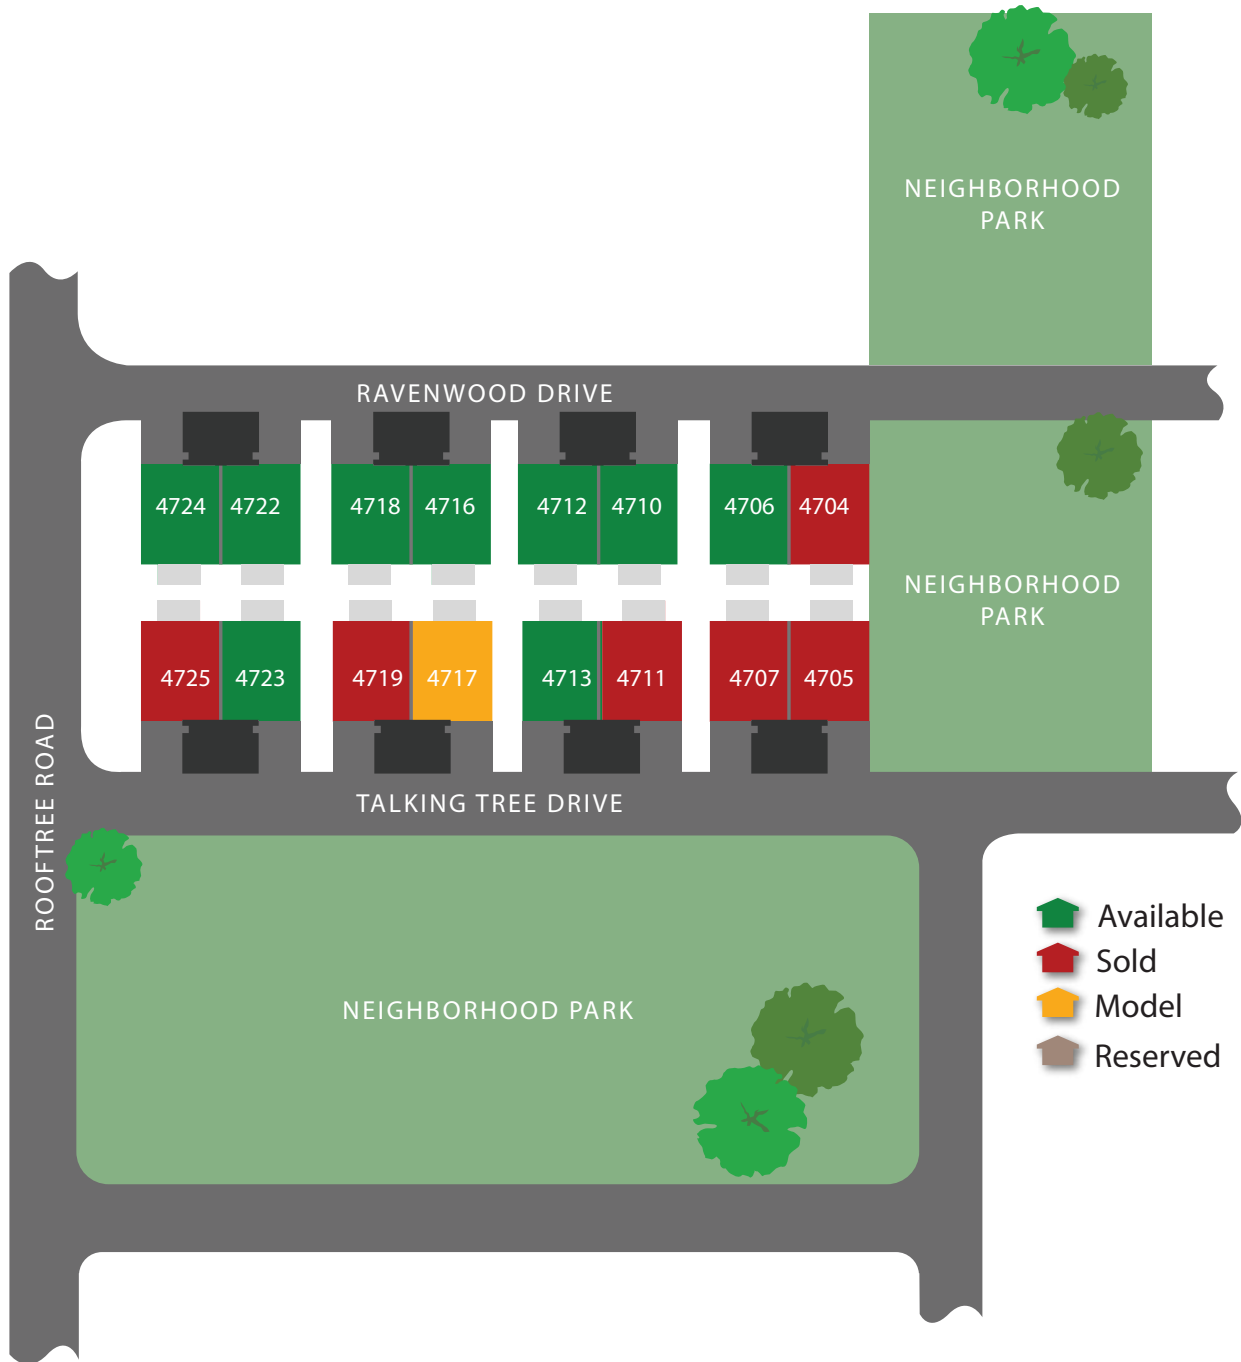 NEIGHBORHOOD
PARK
RAVENWOOD DRIVE
4724 4722 4718 4716 4712 4710 4706 4704
NEIGHBORHOOD
PARK
4725 4723 4719 4717 4713 4711 4707 4705
ROOFTREE ROAD
TALKING TREE DRIVE
NEIGHBORHOOD PARK
Available
Sold
Model
Reserved